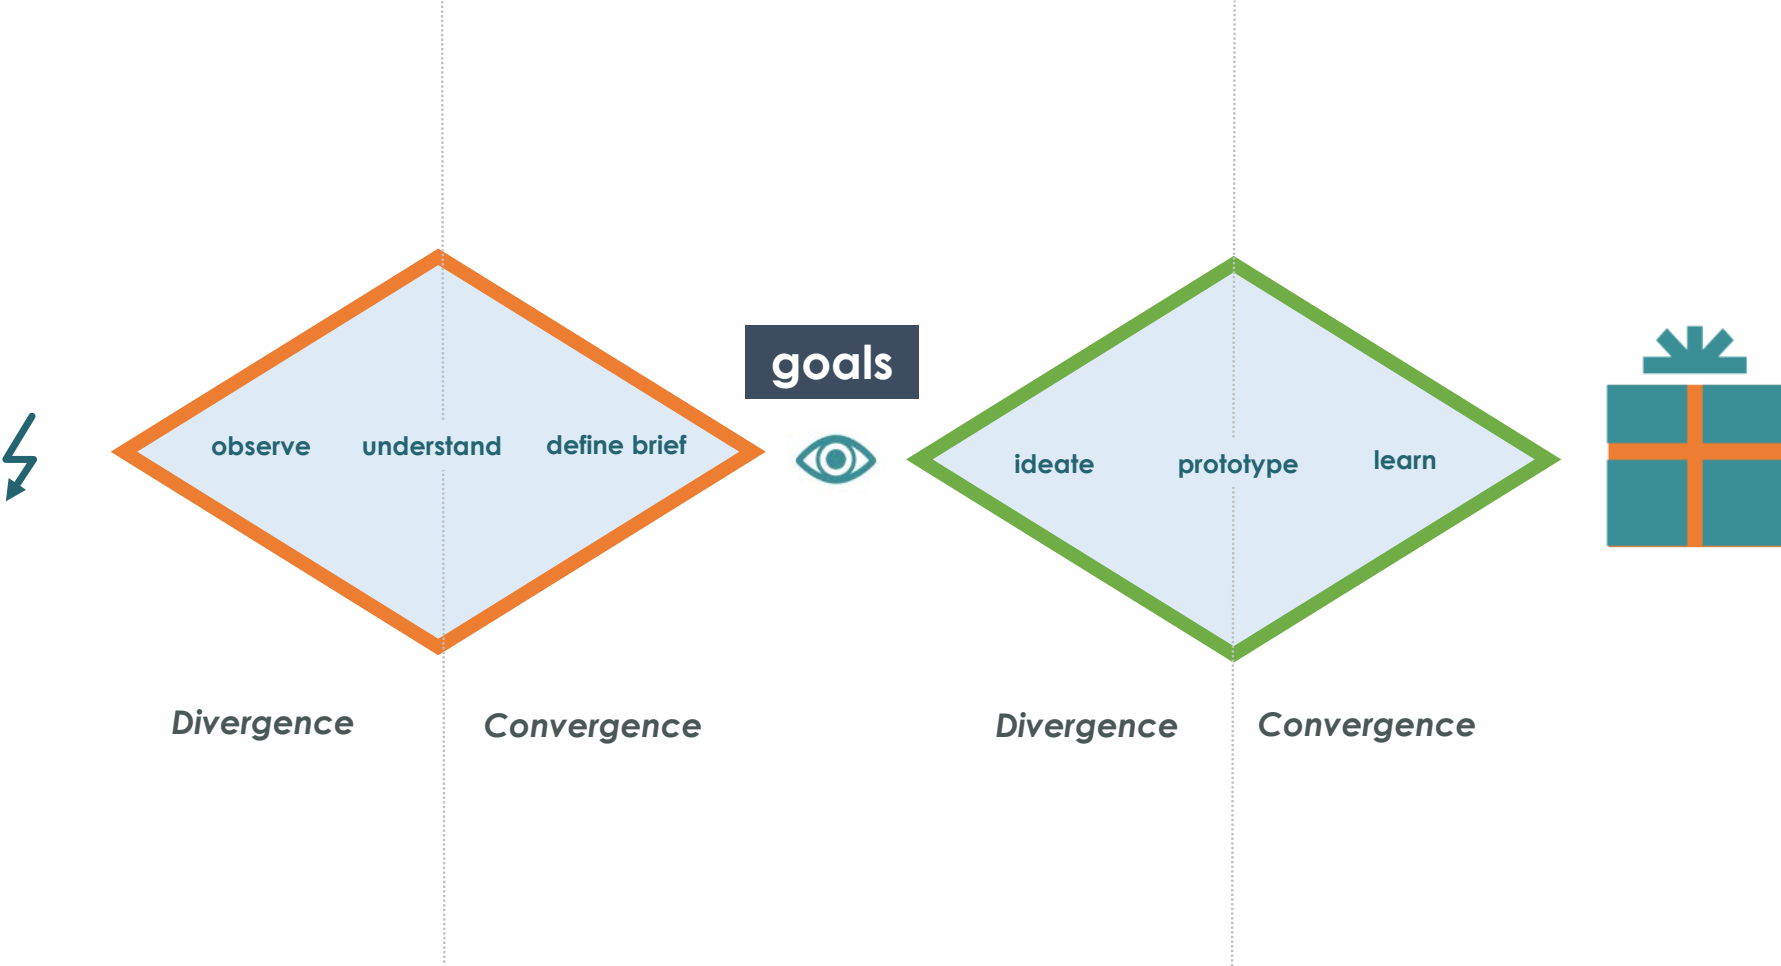 goals
observe
understand
define brief
ideate
prototype
learn
Divergence
Convergence
Divergence
Convergence